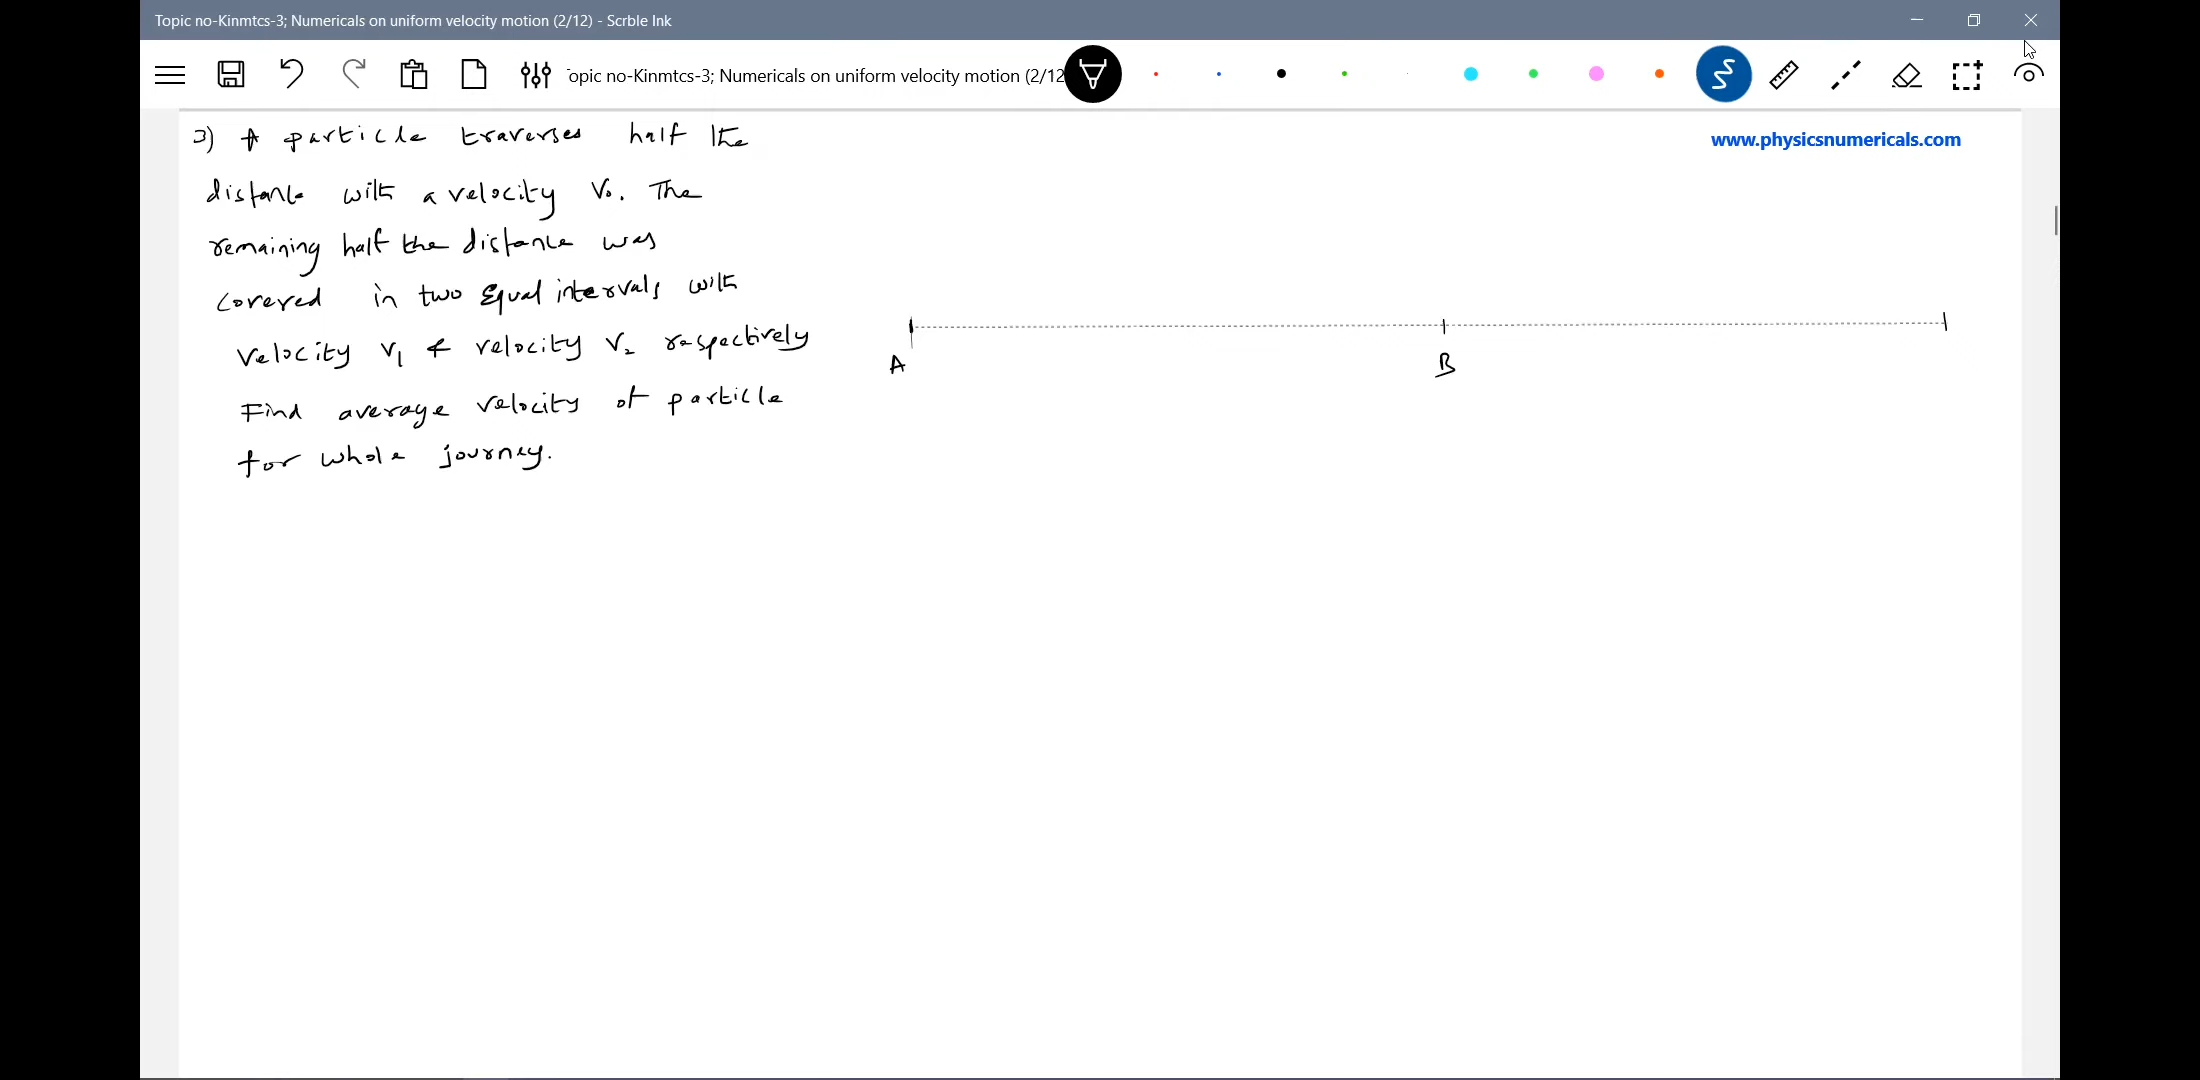 Topic no-Kinmtcs-3; Numericals on uniform velocity motion (2/12) - Scrble Ink
opic no-Kinmtcs-3; Numericals on uniform velocity motion (2/12
www.physicsnumericals.com
3) A particle traverses half the
distance with a velocity V₀. The
remaining half the distance was
covered in two Equal intervals with
velocity V₁ & velocity V₂ respectively
Find average velocity of particle
for whole journey.
A B